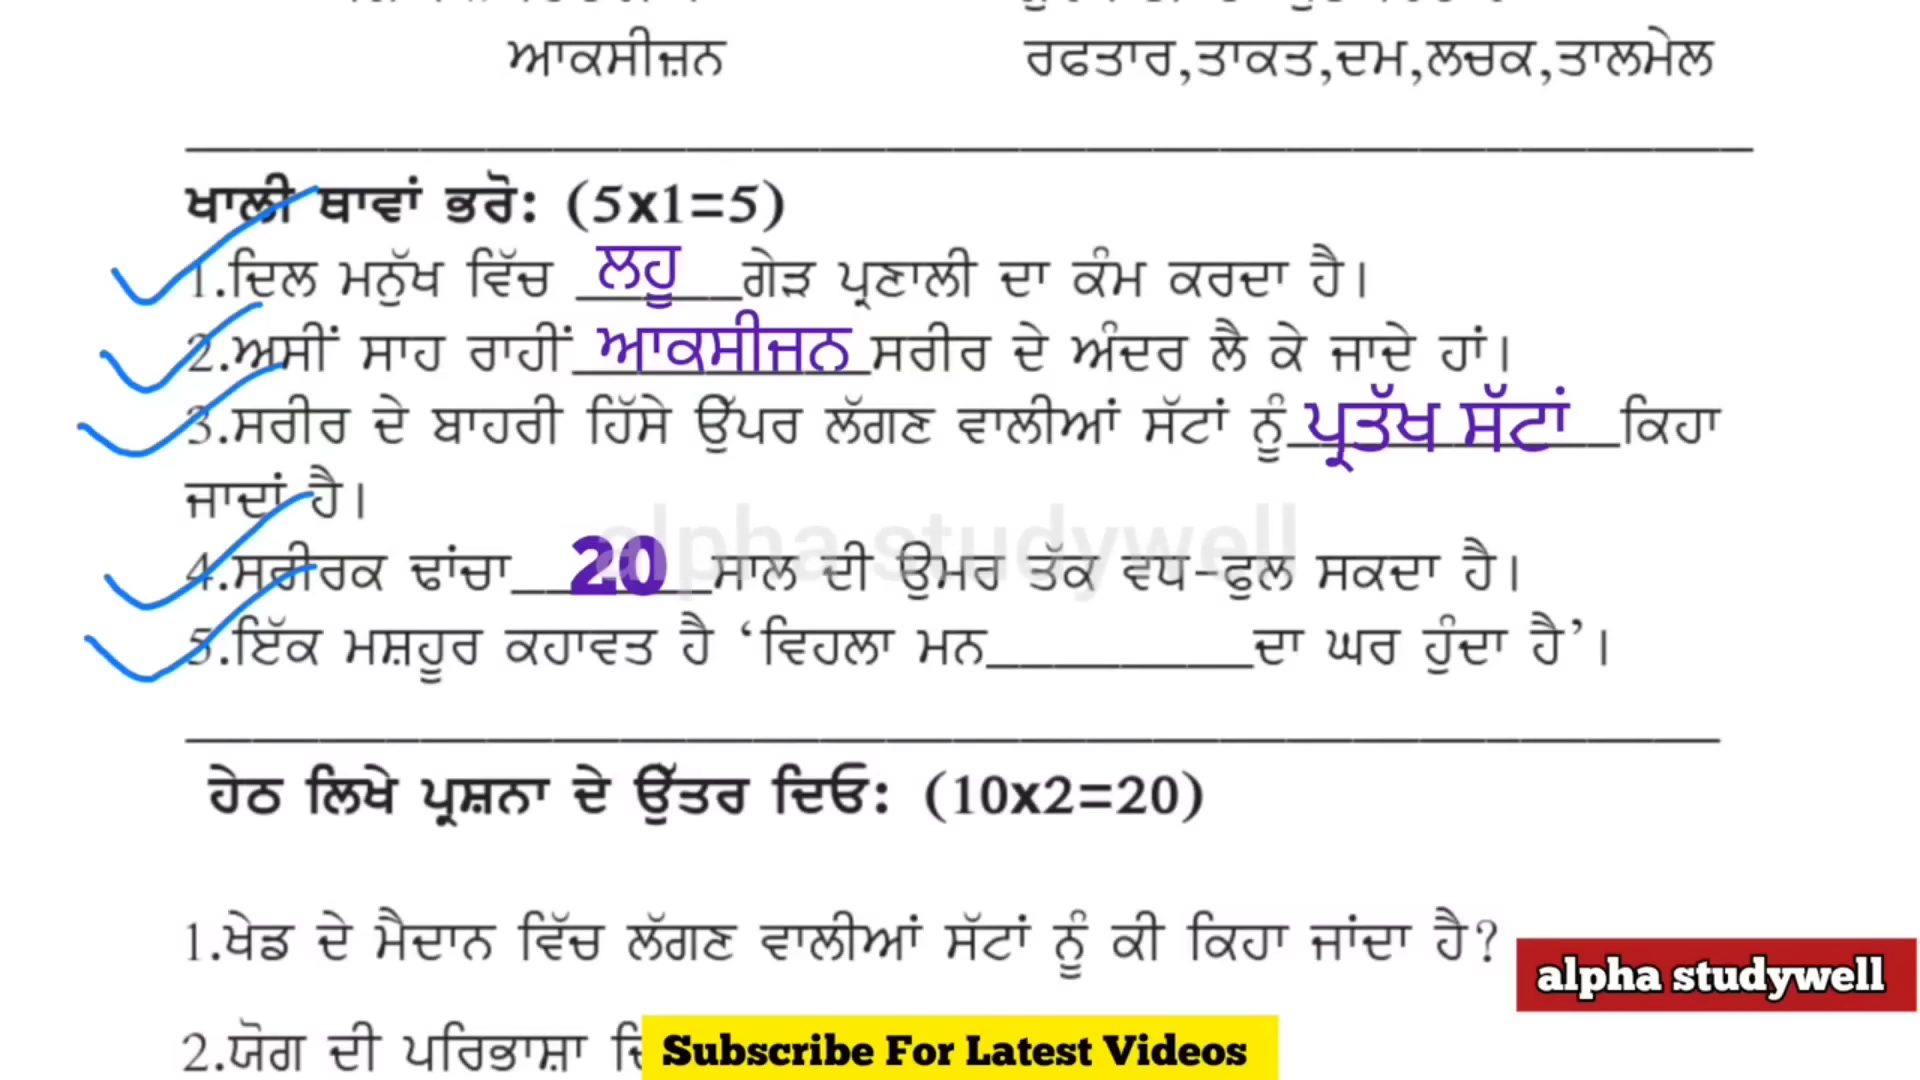 ਆਕਸੀਜ਼ਨ ਰਫਤਾਰ,ਤਾਕਤ,ਦਮ,ਲਚਕ,ਤਾਲਮੇਲ
ਖਾਲੀ ਥਾਵਾਂ ਭਰੋ: (5x1=5)
1.ਦਿਲ ਮਨੁੱਖ ਵਿੱਚ ਲਹੂ ਗੇੜ ਪ੍ਰਣਾਲੀ ਦਾ ਕੰਮ ਕਰਦਾ ਹੈ।
2.ਅਸੀਂ ਸਾਹ ਰਾਹੀਂ ਆਕਸੀਜਨ ਸਰੀਰ ਦੇ ਅੰਦਰ ਲੈ ਕੇ ਜਾਦੇ ਹਾਂ।
3.ਸਰੀਰ ਦੇ ਬਾਹਰੀ ਹਿੱਸੇ ਉੱਪਰ ਲੱਗਣ ਵਾਲੀਆਂ ਸੱਟਾਂ ਨੂੰ ਪ੍ਰਤੱਖ ਸੱਟਾਂ ਕਿਹਾ
ਜਾਦਾਂ ਹੈ।
alpha studywell
4.ਸਰੀਰਕ ਢਾਂਚਾ 20 ਸਾਲ ਦੀ ਉਮਰ ਤੱਕ ਵਧ-ਫੁਲ ਸਕਦਾ ਹੈ।
5.ਇੱਕ ਮਸ਼ਹੂਰ ਕਹਾਵਤ ਹੈ ‘ਵਿਹਲਾ ਮਨ________ਦਾ ਘਰ ਹੁੰਦਾ ਹੈ’।
ਹੇਠ ਲਿਖੇ ਪ੍ਰਸ਼ਨਾ ਦੇ ਉੱਤਰ ਦਿਓ: (10x2=20)
1.ਖੇਡ ਦੇ ਮੈਦਾਨ ਵਿੱਚ ਲੱਗਣ ਵਾਲੀਆਂ ਸੱਟਾਂ ਨੂੰ ਕੀ ਕਿਹਾ ਜਾਂਦਾ ਹੈ?
alpha studywell
2.ਯੋਗ ਦੀ ਪਰਿਭਾਸ਼ਾ
Subscribe For Latest Videos